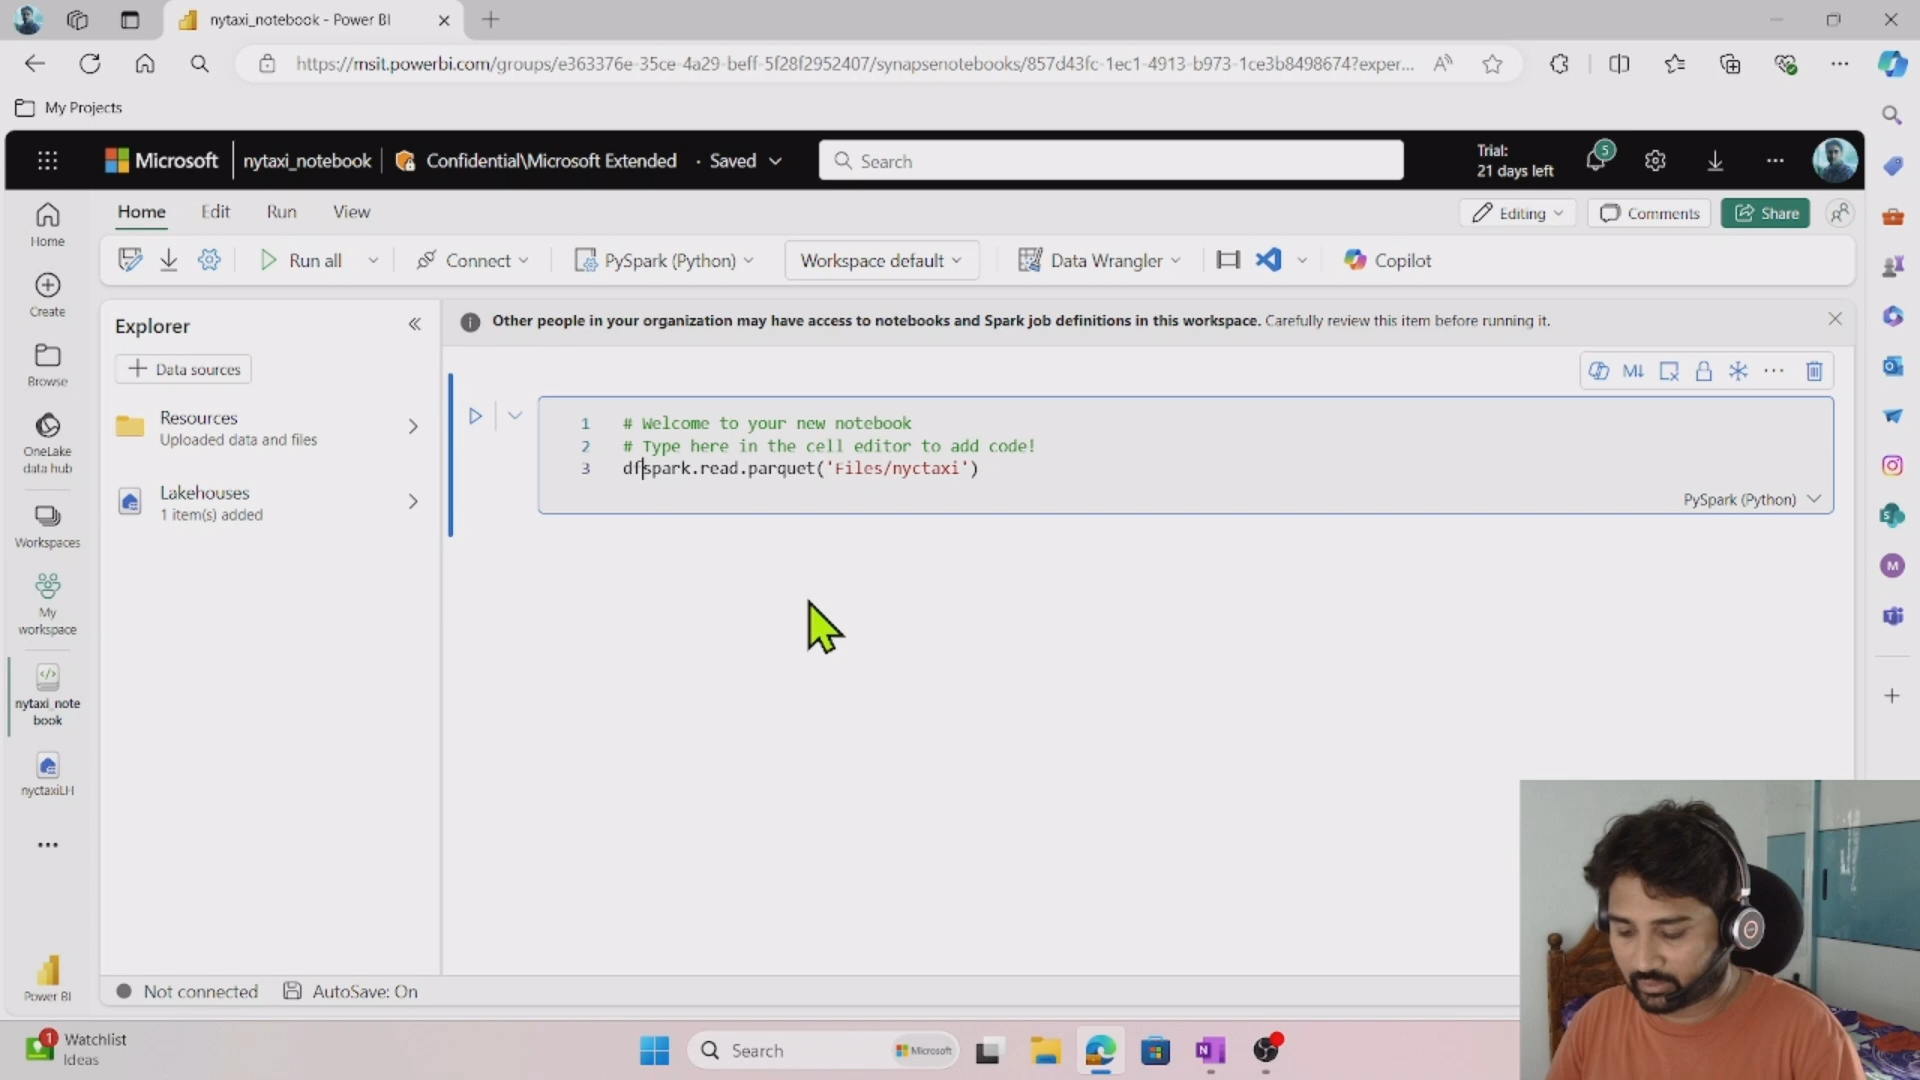 nytaxi_notebook - Power BI
https://msit.powerbi.com/groups/e363376e-35ce-4a29-beff-5f28f2952407/synapsenotebooks/857d43fc-1ec1-4913-b973-1ce3b8498674?exper...
My Projects
Microsoft nytaxi_notebook Confidential\Microsoft Extended · Saved
Search
Trial:
21 days left
5
Home Edit Run View
Editing Comments Share
Run all Connect PySpark (Python) Workspace default Data Wrangler Copilot
Home
Create
Browse
OneLake
data hub
Workspaces
My
workspace
nytaxi_note
book
nyctaxiLH
Power BI
Explorer
Data sources
Resources
Uploaded data and files
Lakehouses
1 item(s) added
Other people in your organization may have access to notebooks and Spark job definitions in this workspace. Carefully review this item before running it.
M↓
1 # Welcome to your new notebook
2 # Type here in the cell editor to add code!
3 dfspark.read.parquet('Files/nyctaxi')
PySpark (Python)
M
Not connected AutoSave: On
1
Watchlist
Ideas
Search
Microsoft
N